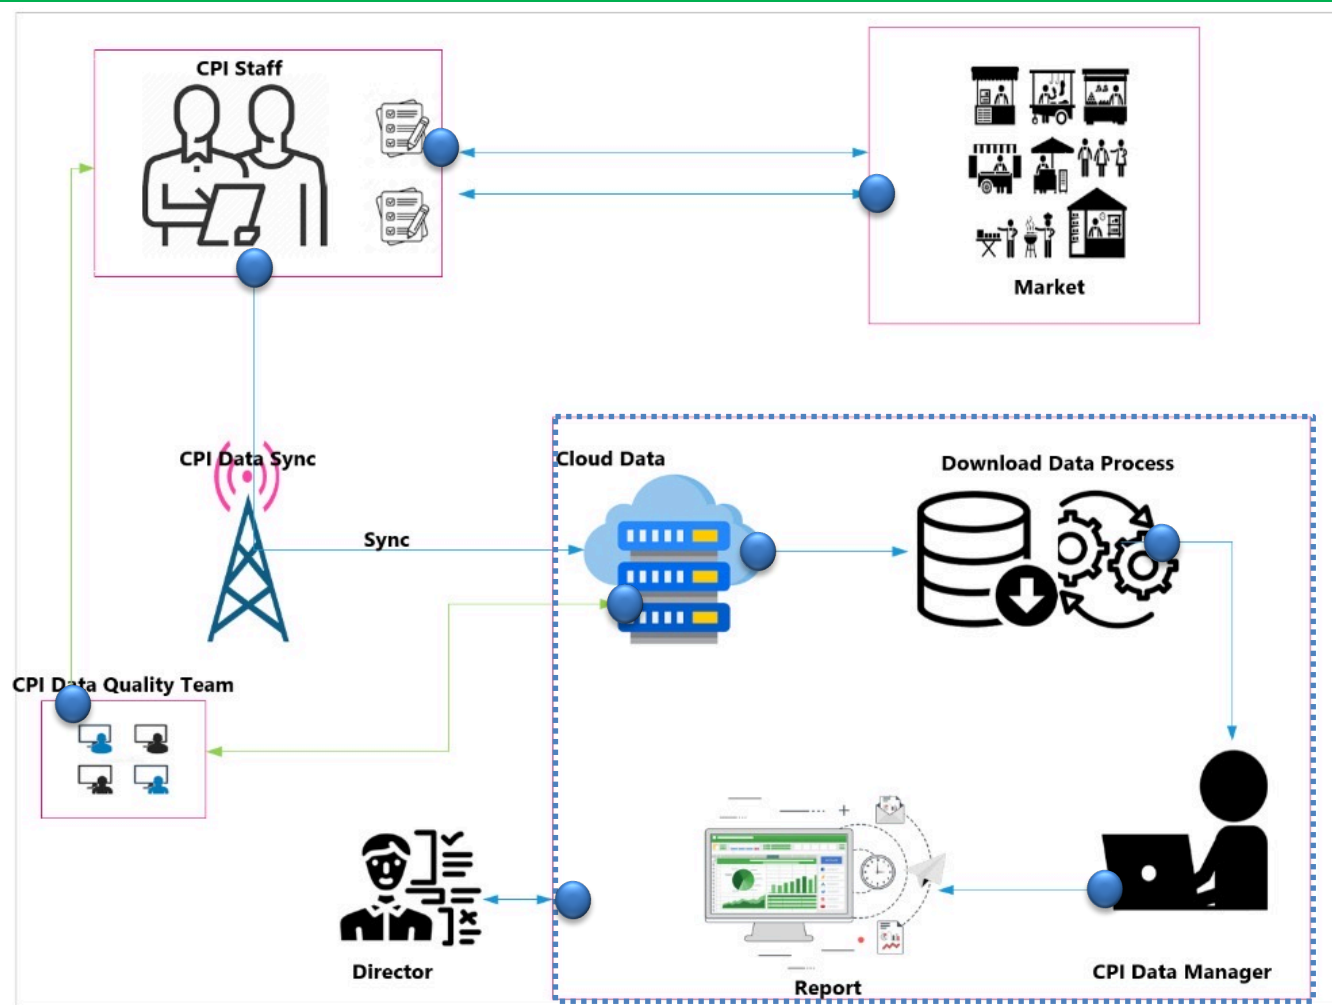 CPI Staff
Market
CPI Data Sync
Cloud Data
Download Data Process
Sync
CPI Data Quality Team
Director
Report
CPI Data Manager